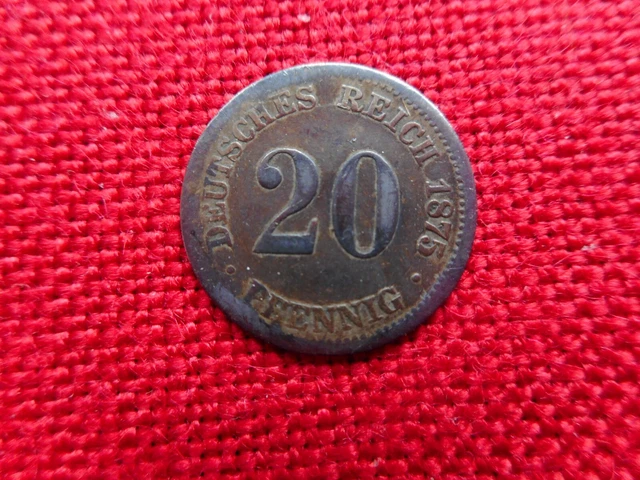 DEUTSCHES REICH 1875
20
PFENNIG